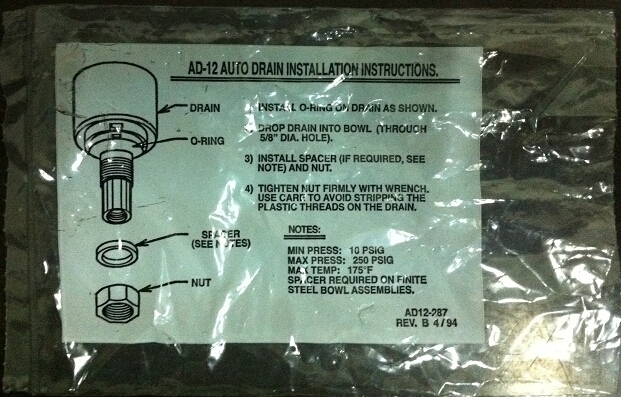 AD-12 AUTO DRAIN INSTALLATION INSTRUCTIONS.
DRAIN
O-RING
INSTALL O-RING ON DRAIN AS SHOWN.
DROP DRAIN INTO BOWL (THROUGH
5/8" DIA. HOLE).
3) INSTALL SPACER (IF REQUIRED, SEE
NOTE) AND NUT.
4) TIGHTEN NUT FIRMLY WITH WRENCH.
USE CARE TO AVOID STRIPPING THE
PLASTIC THREADS ON THE DRAIN.
SPACER
(SEE NOTES)
NUT
NOTES:
MIN PRESS: 10 PSIG
MAX PRESS: 250 PSIG
MAX TEMP: 175°F
SPACER REQUIRED ON FINITE
STEEL BOWL ASSEMBLIES.
AD12-287
REV. B 4/94